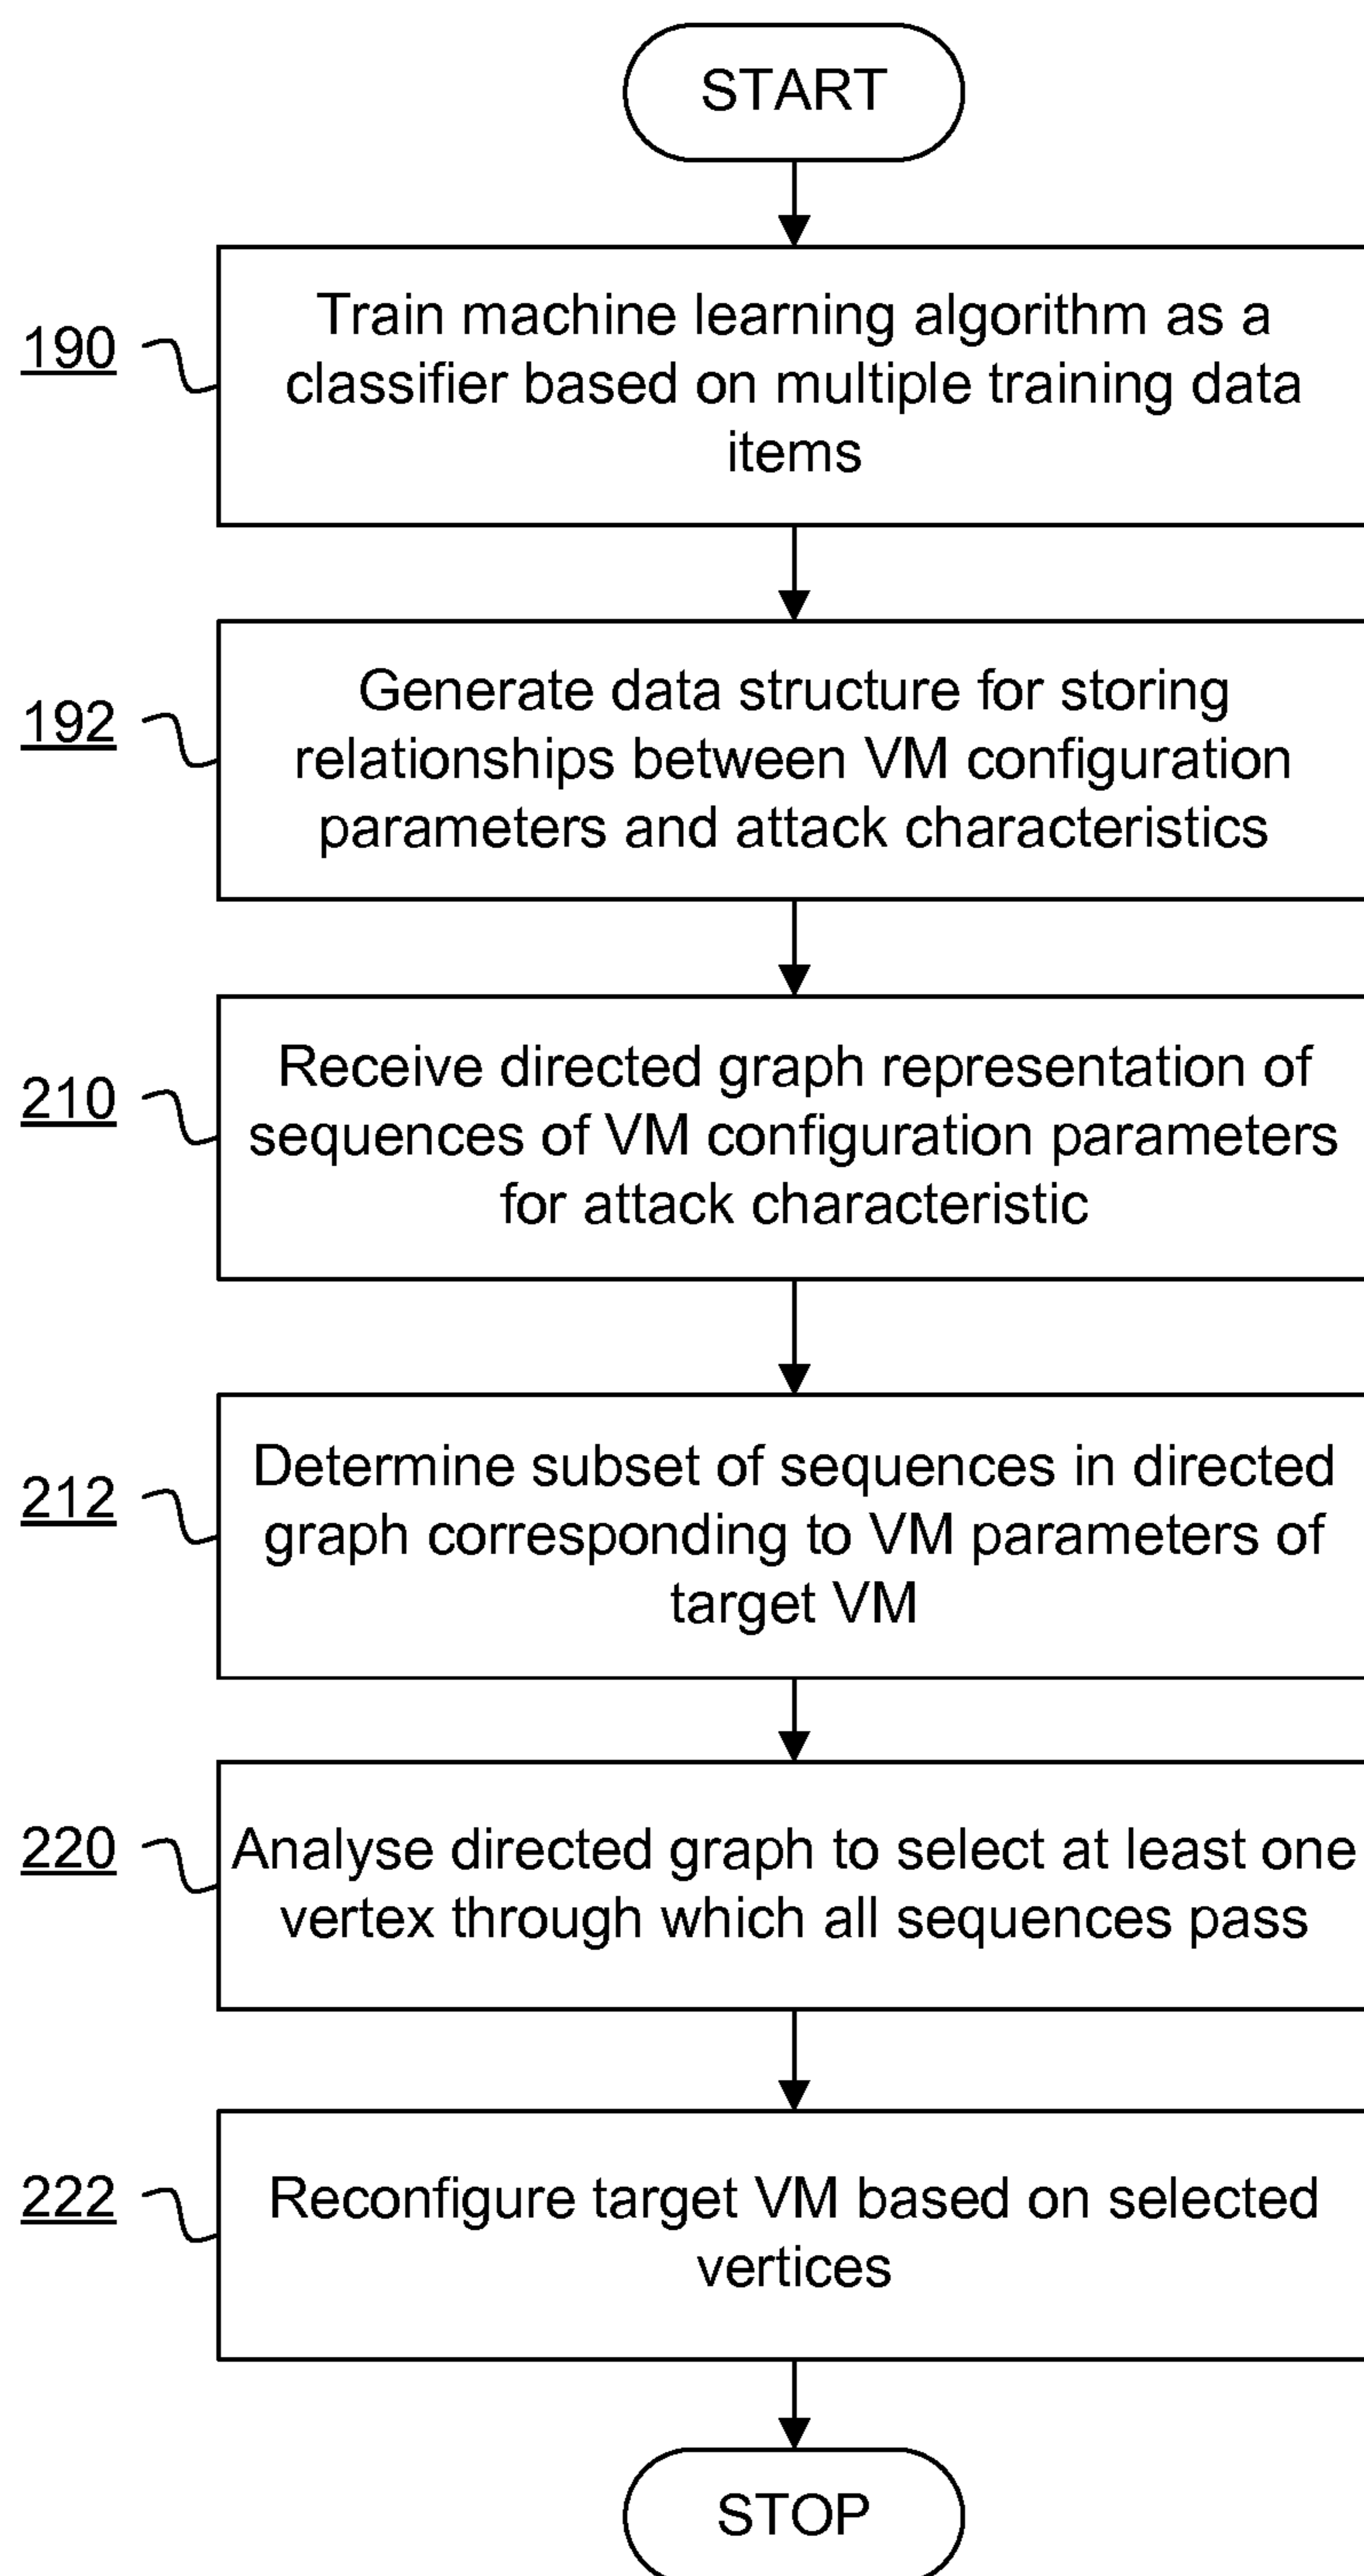 START
190
Train machine learning algorithm as a
classifier based on multiple training data
items
192
Generate data structure for storing
relationships between VM configuration
parameters and attack characteristics
210
Receive directed graph representation of
sequences of VM configuration parameters
for attack characteristic
212
Determine subset of sequences in directed
graph corresponding to VM parameters of
target VM
220
Analyse directed graph to select at least one
vertex through which all sequences pass
222
Reconfigure target VM based on selected
vertices
STOP